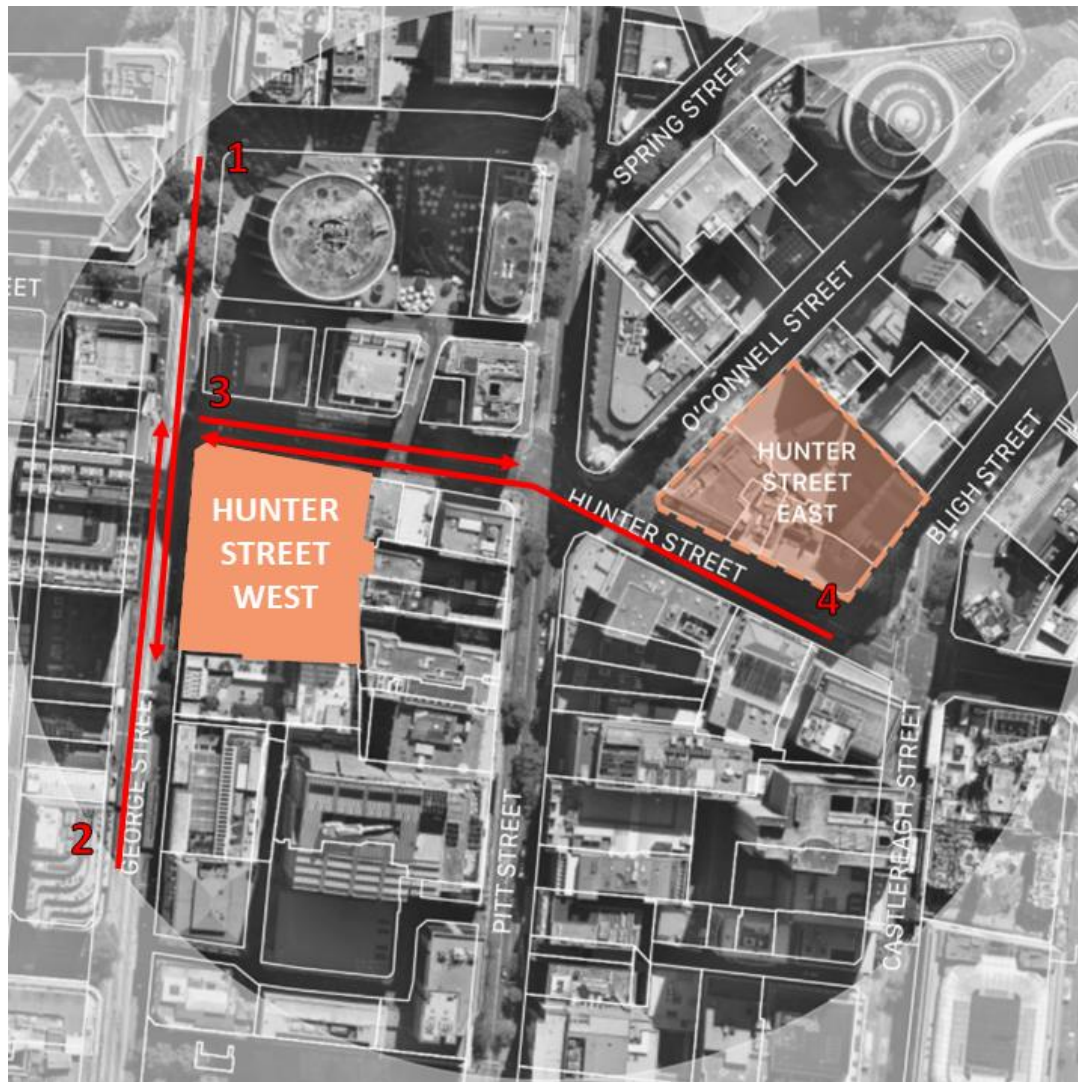 1
SPRING STREET
EET
O'CONNELL STREET
3
HUNTER
STREET
EAST
BLIGH STREET
HUNTER
STREET
WEST
HUNTER STREET
4
GEORGE STREET
2
PITT STREET
CASTLEREAGH STREET